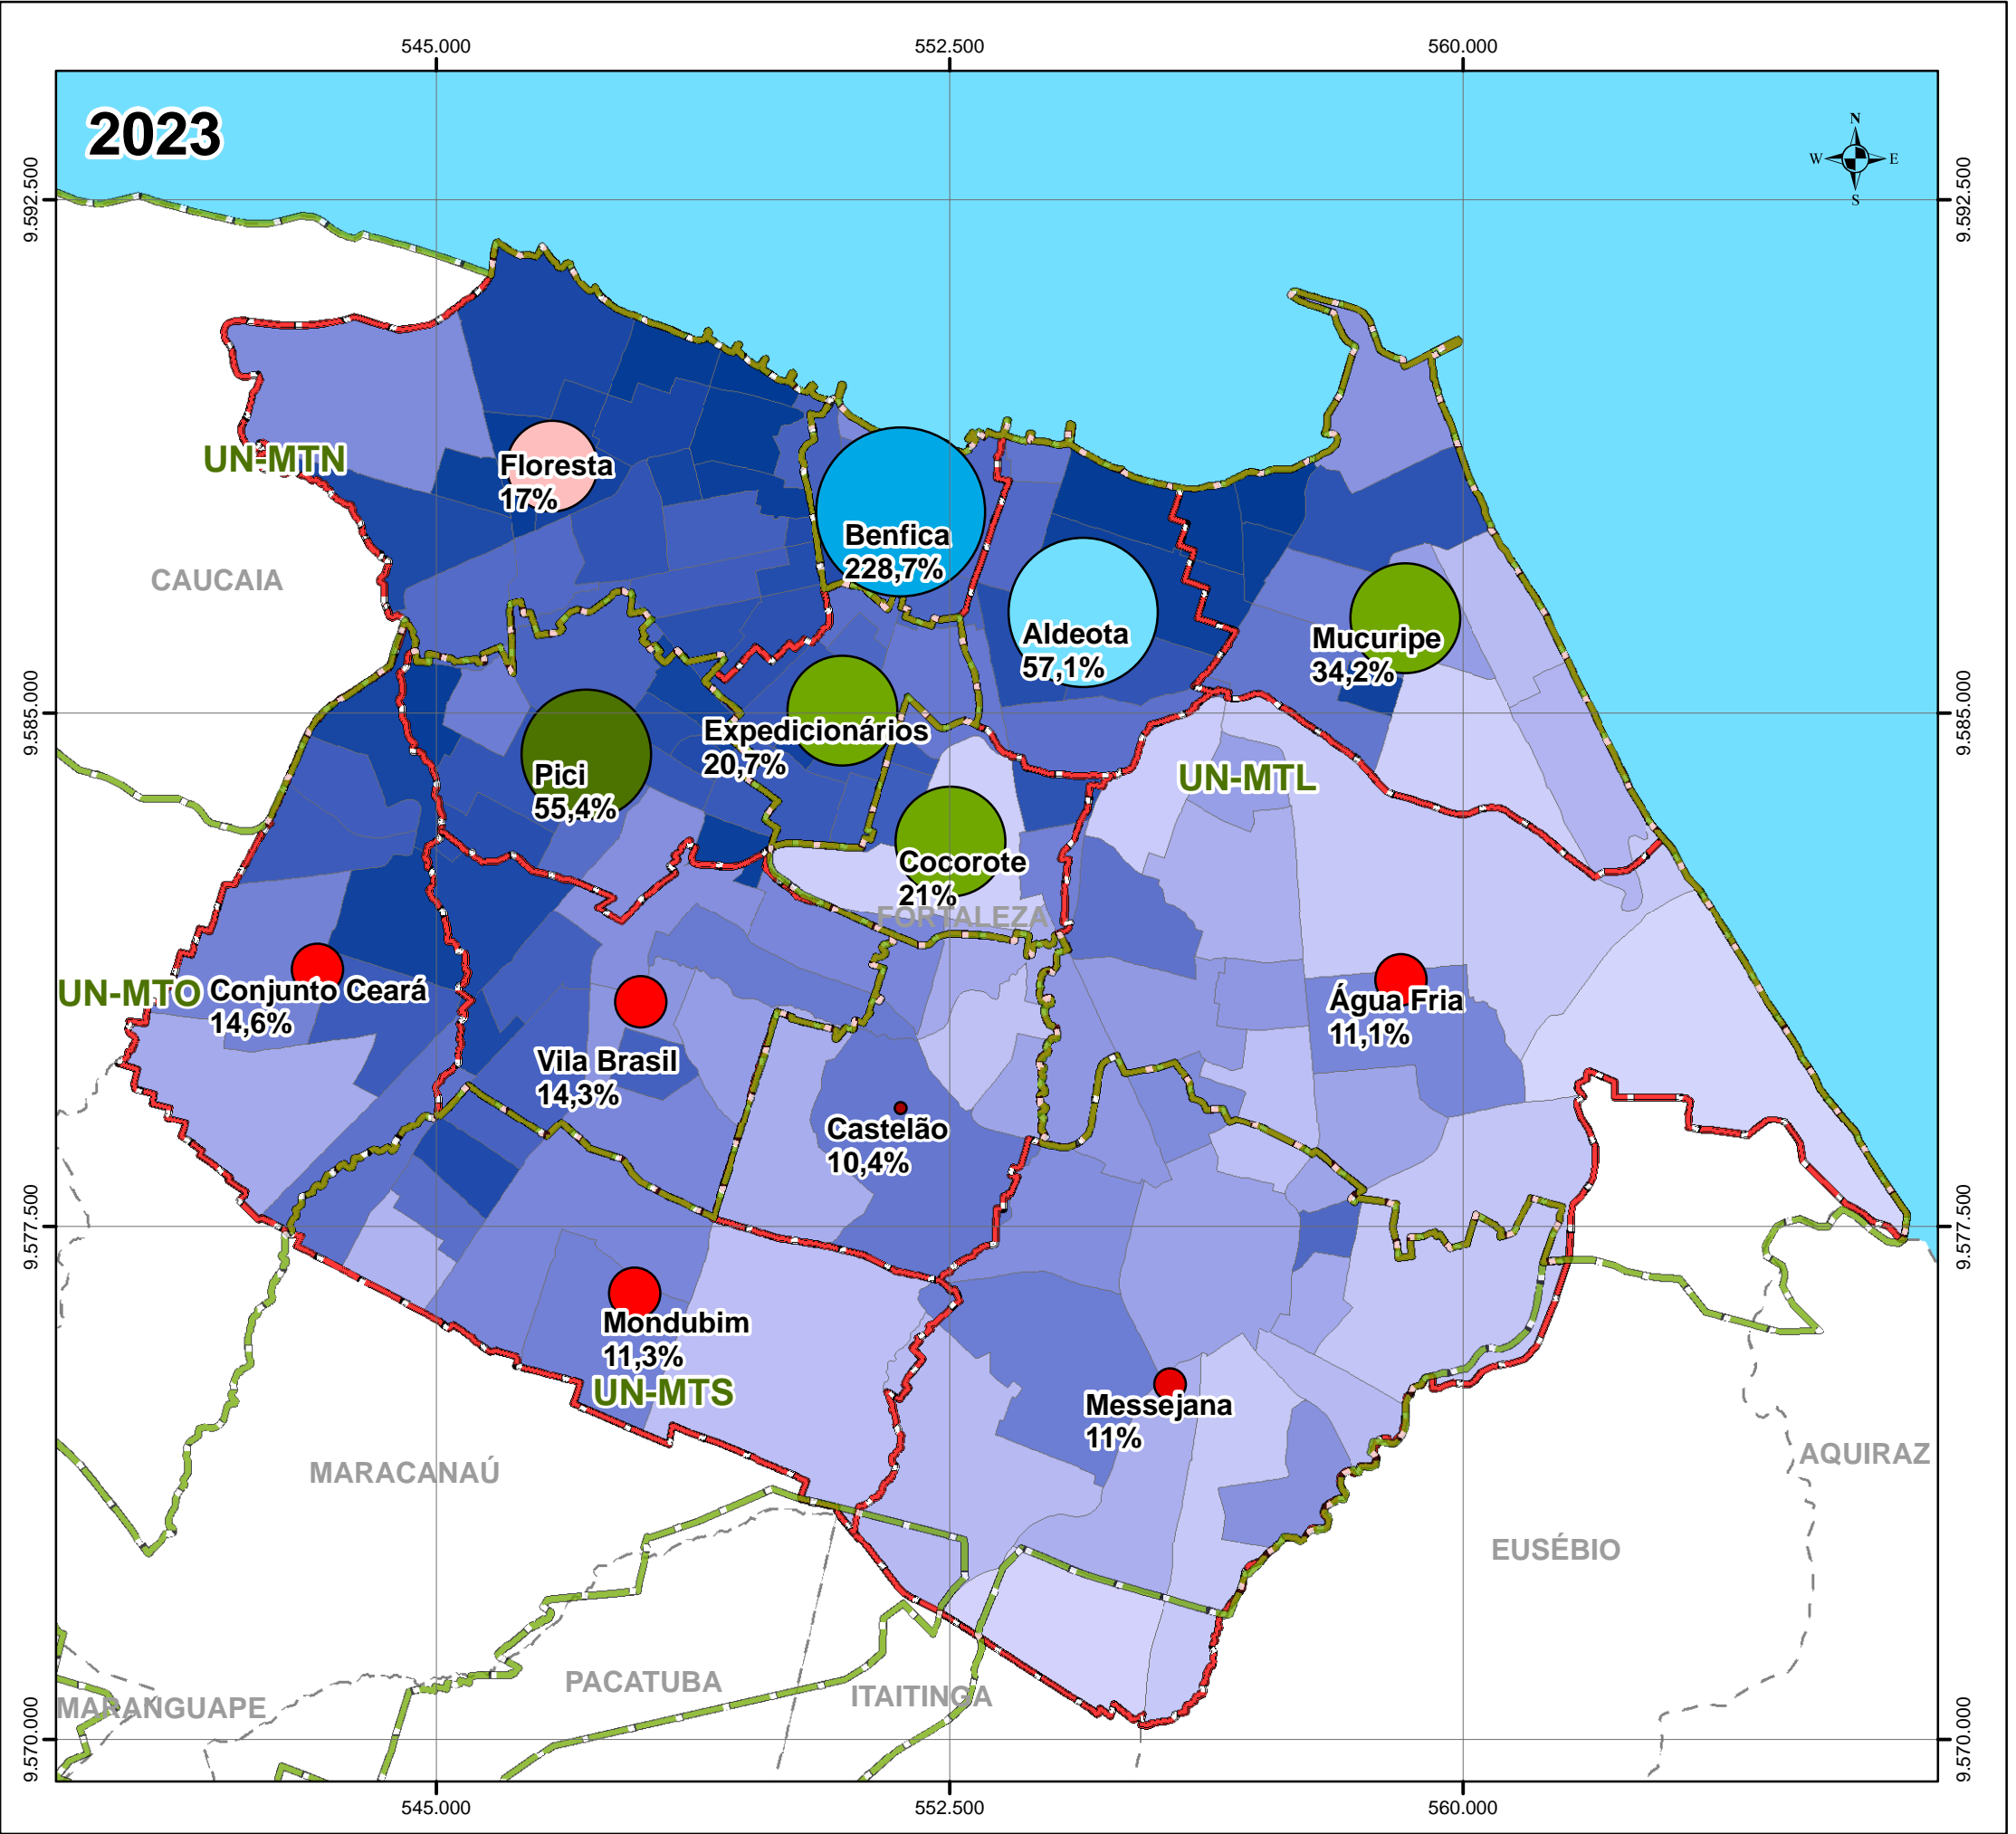 545.000
552.500
560.000
2023
N
W
E
S
9.592.500
9.592.500
UN-MTN
Floresta
17%
Benfica
228,7%
CAUCAIA
Aldeota
57,1%
Mucuripe
34,2%
9.585.000
9.585.000
Expedicionários
20,7%
Pici
55,4%
UN-MTL
Cocorote
21%
FORTALEZA
UN-MTO
Conjunto Ceará
14,6%
Água Fria
11,1%
Vila Brasil
14,3%
Castelão
10,4%
9.577.500
9.577.500
Mondubim
11,3%
UN-MTS
Messejana
11%
MARACANAÚ
AQUIRAZ
EUSÉBIO
PACATUBA
ITAITINGA
MARANGUAPE
9.570.000
9.570.000
545.000
552.500
560.000